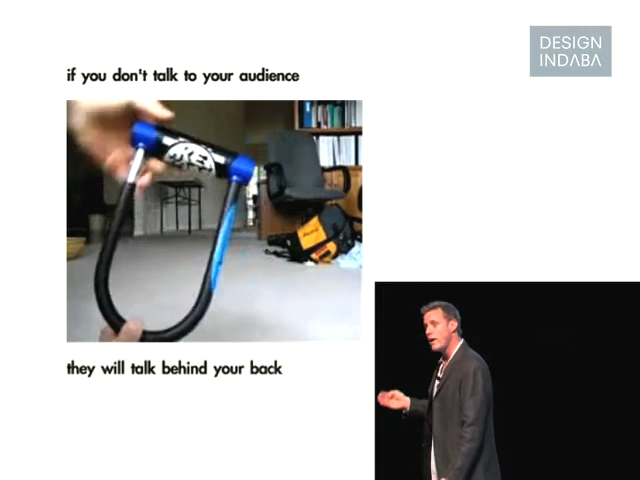 DESIGN
INDABA
if you don't talk to your audience
they will talk behind your back